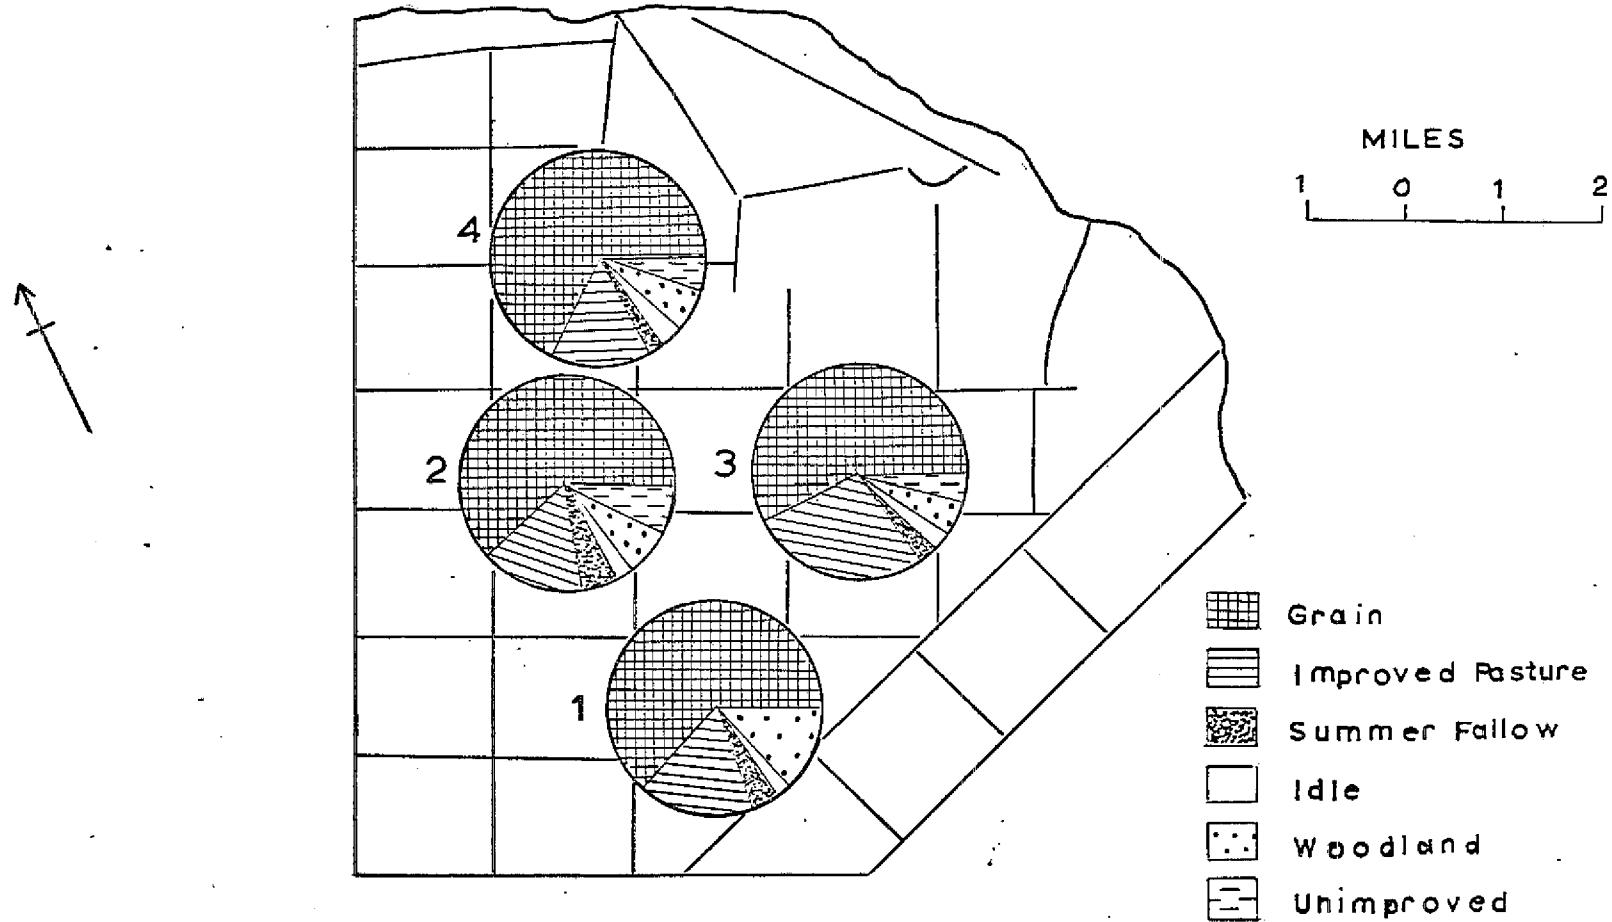 MILES
1 0 1 2
4
2
3
1
Grain
Improved Pasture
Summer Fallow
Idle
Woodland
Unimproved